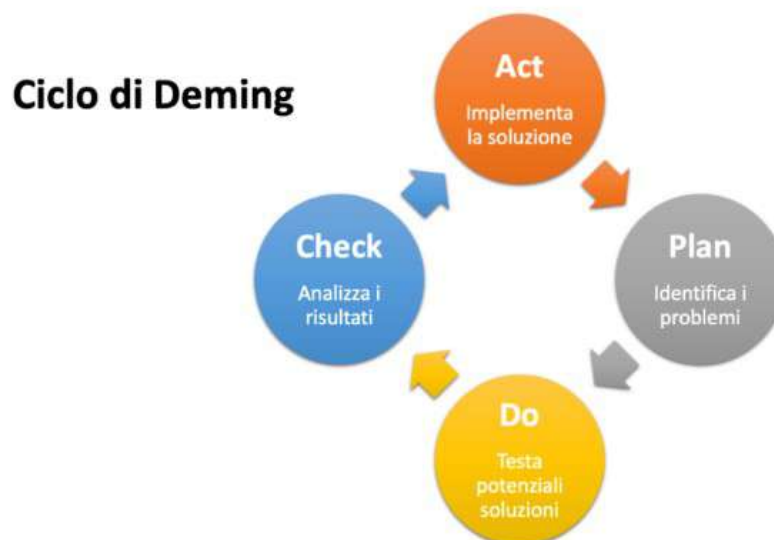 Ciclo di Deming
Act
Implementa
la soluzione
Check
Analizza i
risultati
Plan
Identifica i
problemi
Do
Testa
potenziali
soluzioni